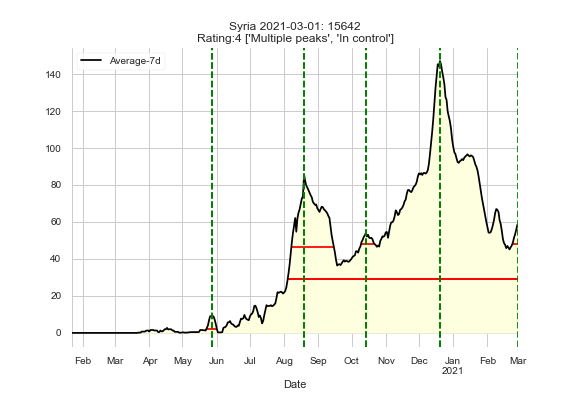 Syria 2021-03-01: 15642
Rating:4 ['Multiple peaks', 'In control']
Average-7d
140
120
100
80
60
40
20
0
Feb Mar Apr May Jun Jul Aug Sep Oct Nov Dec Jan Feb Mar
2021
Date